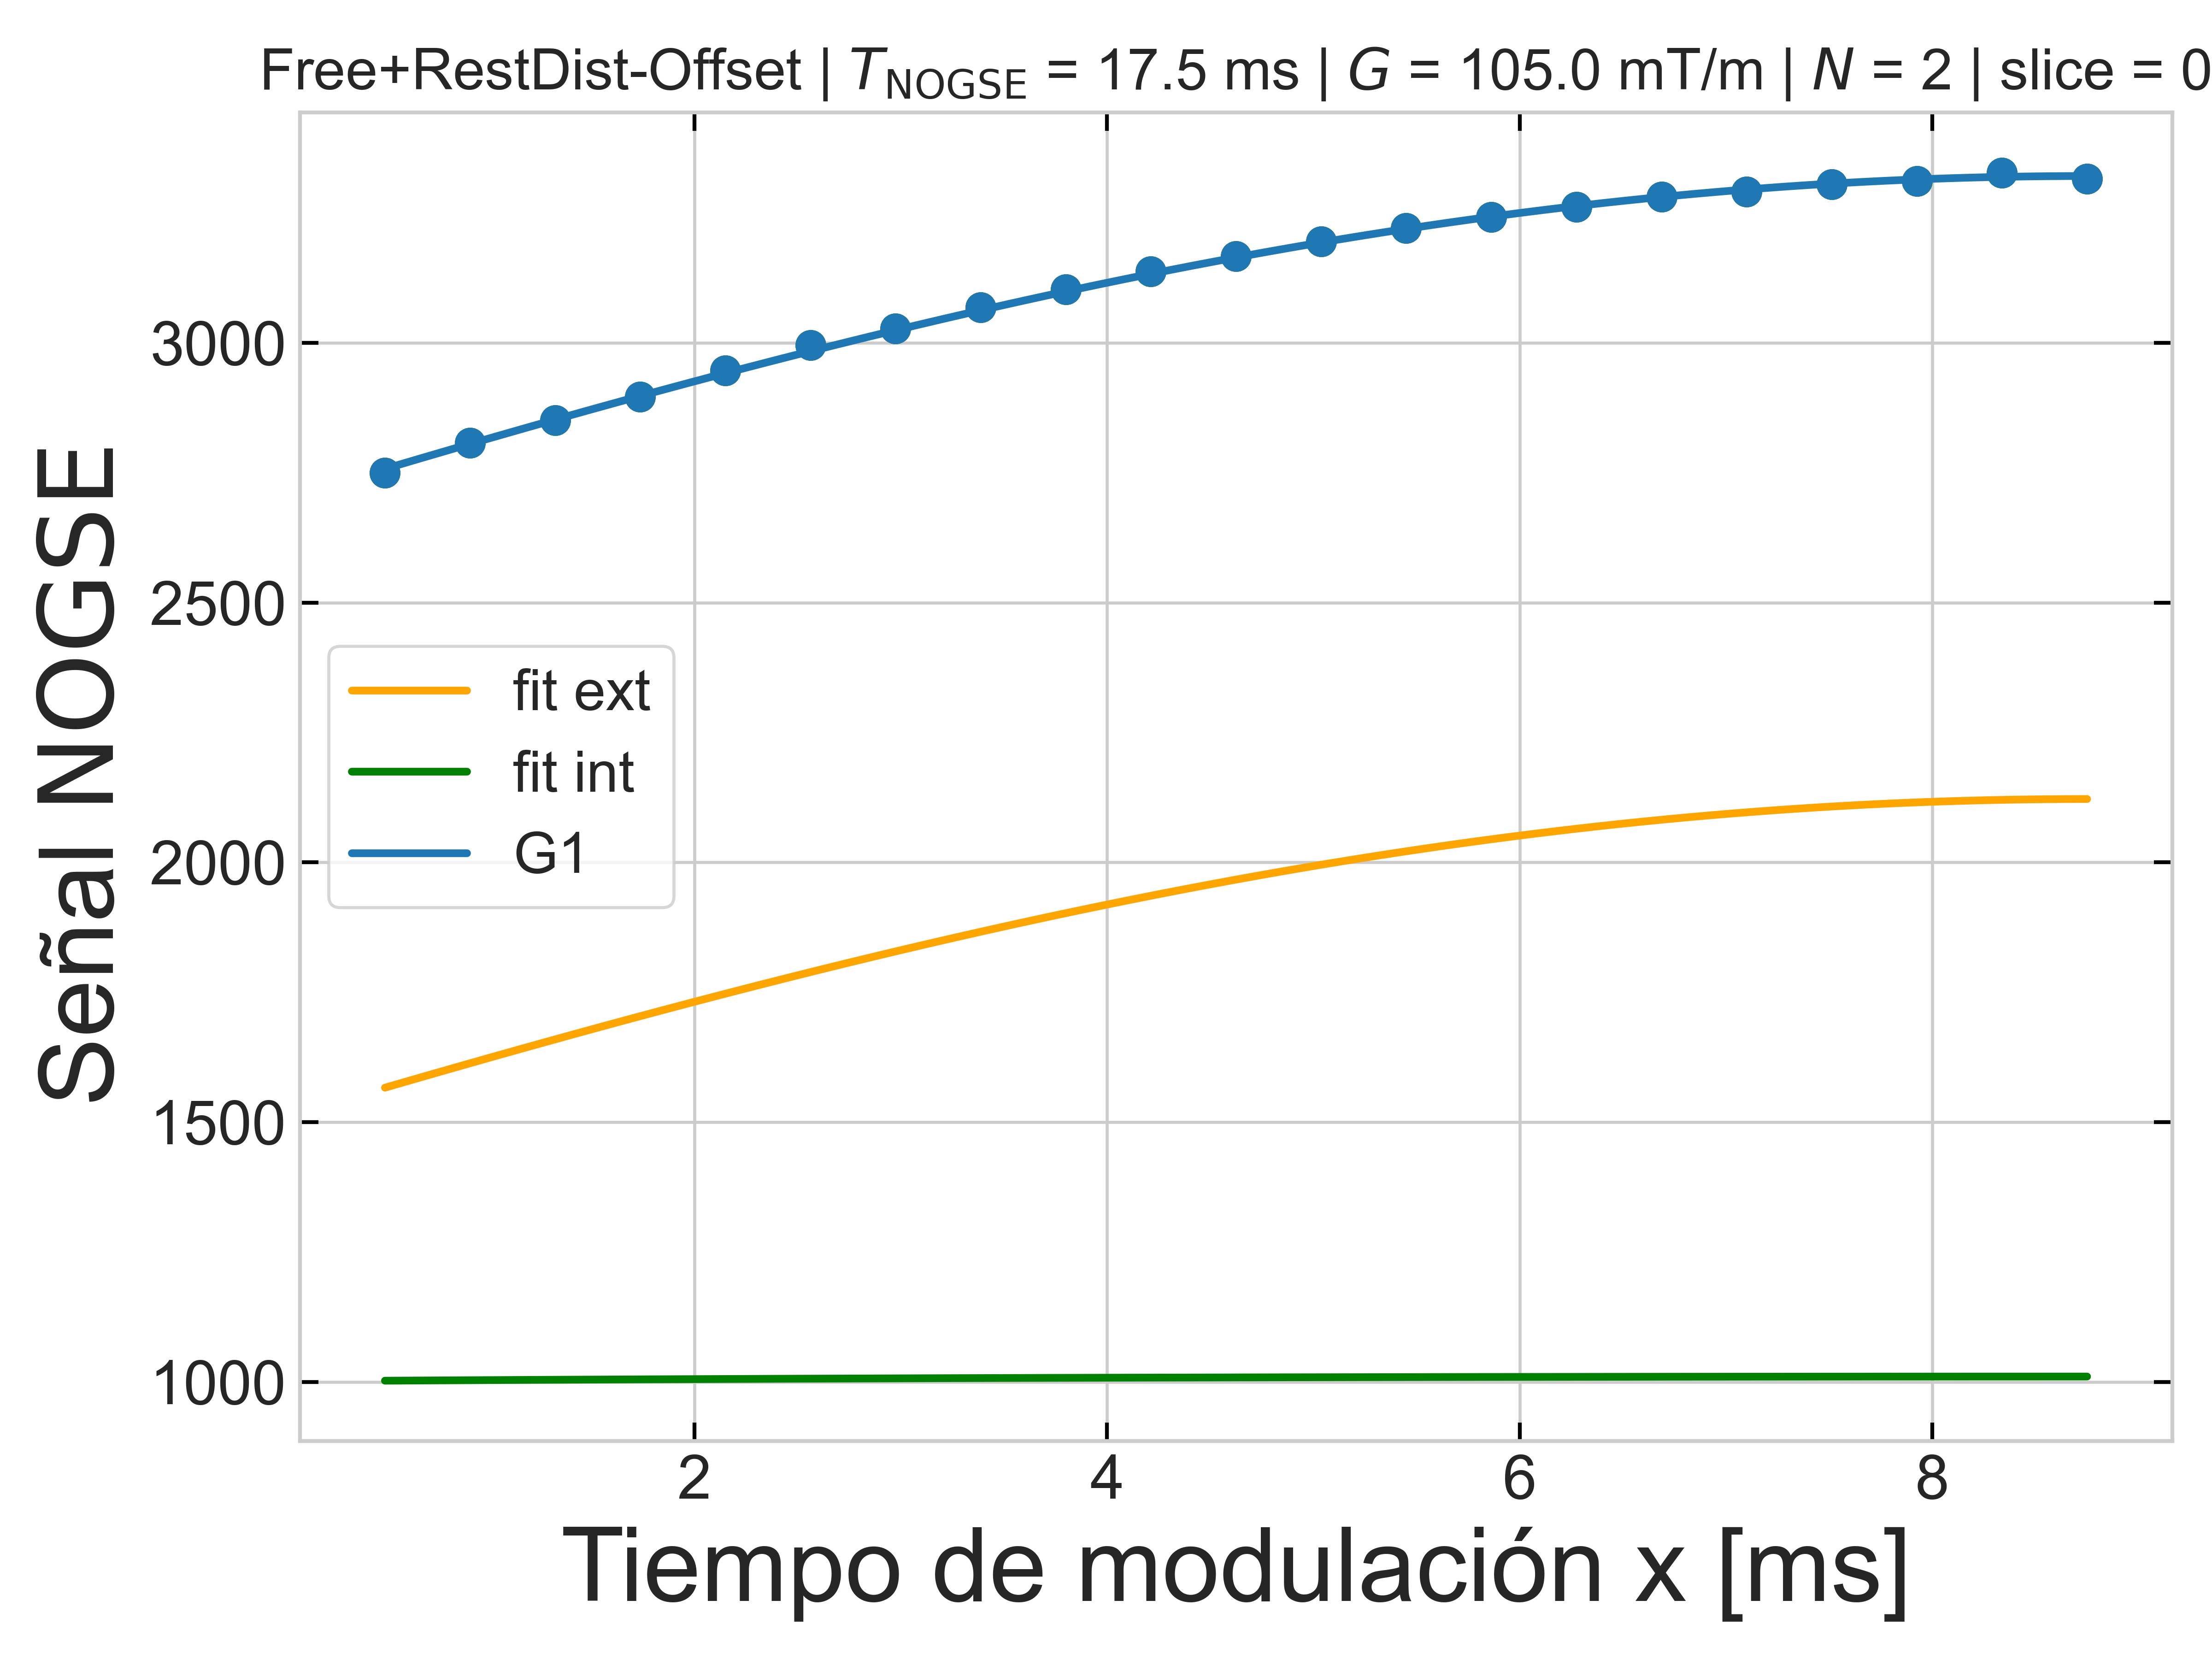 Free+RestDist-Offset | T_NOGSE = 17.5 ms | G = 105.0 mT/m | N = 2 | slice = 0
Señal NOGSE
3000
2500
2000
1500
1000
fit ext
fit int
G1
2 4 6 8
Tiempo de modulación x [ms]